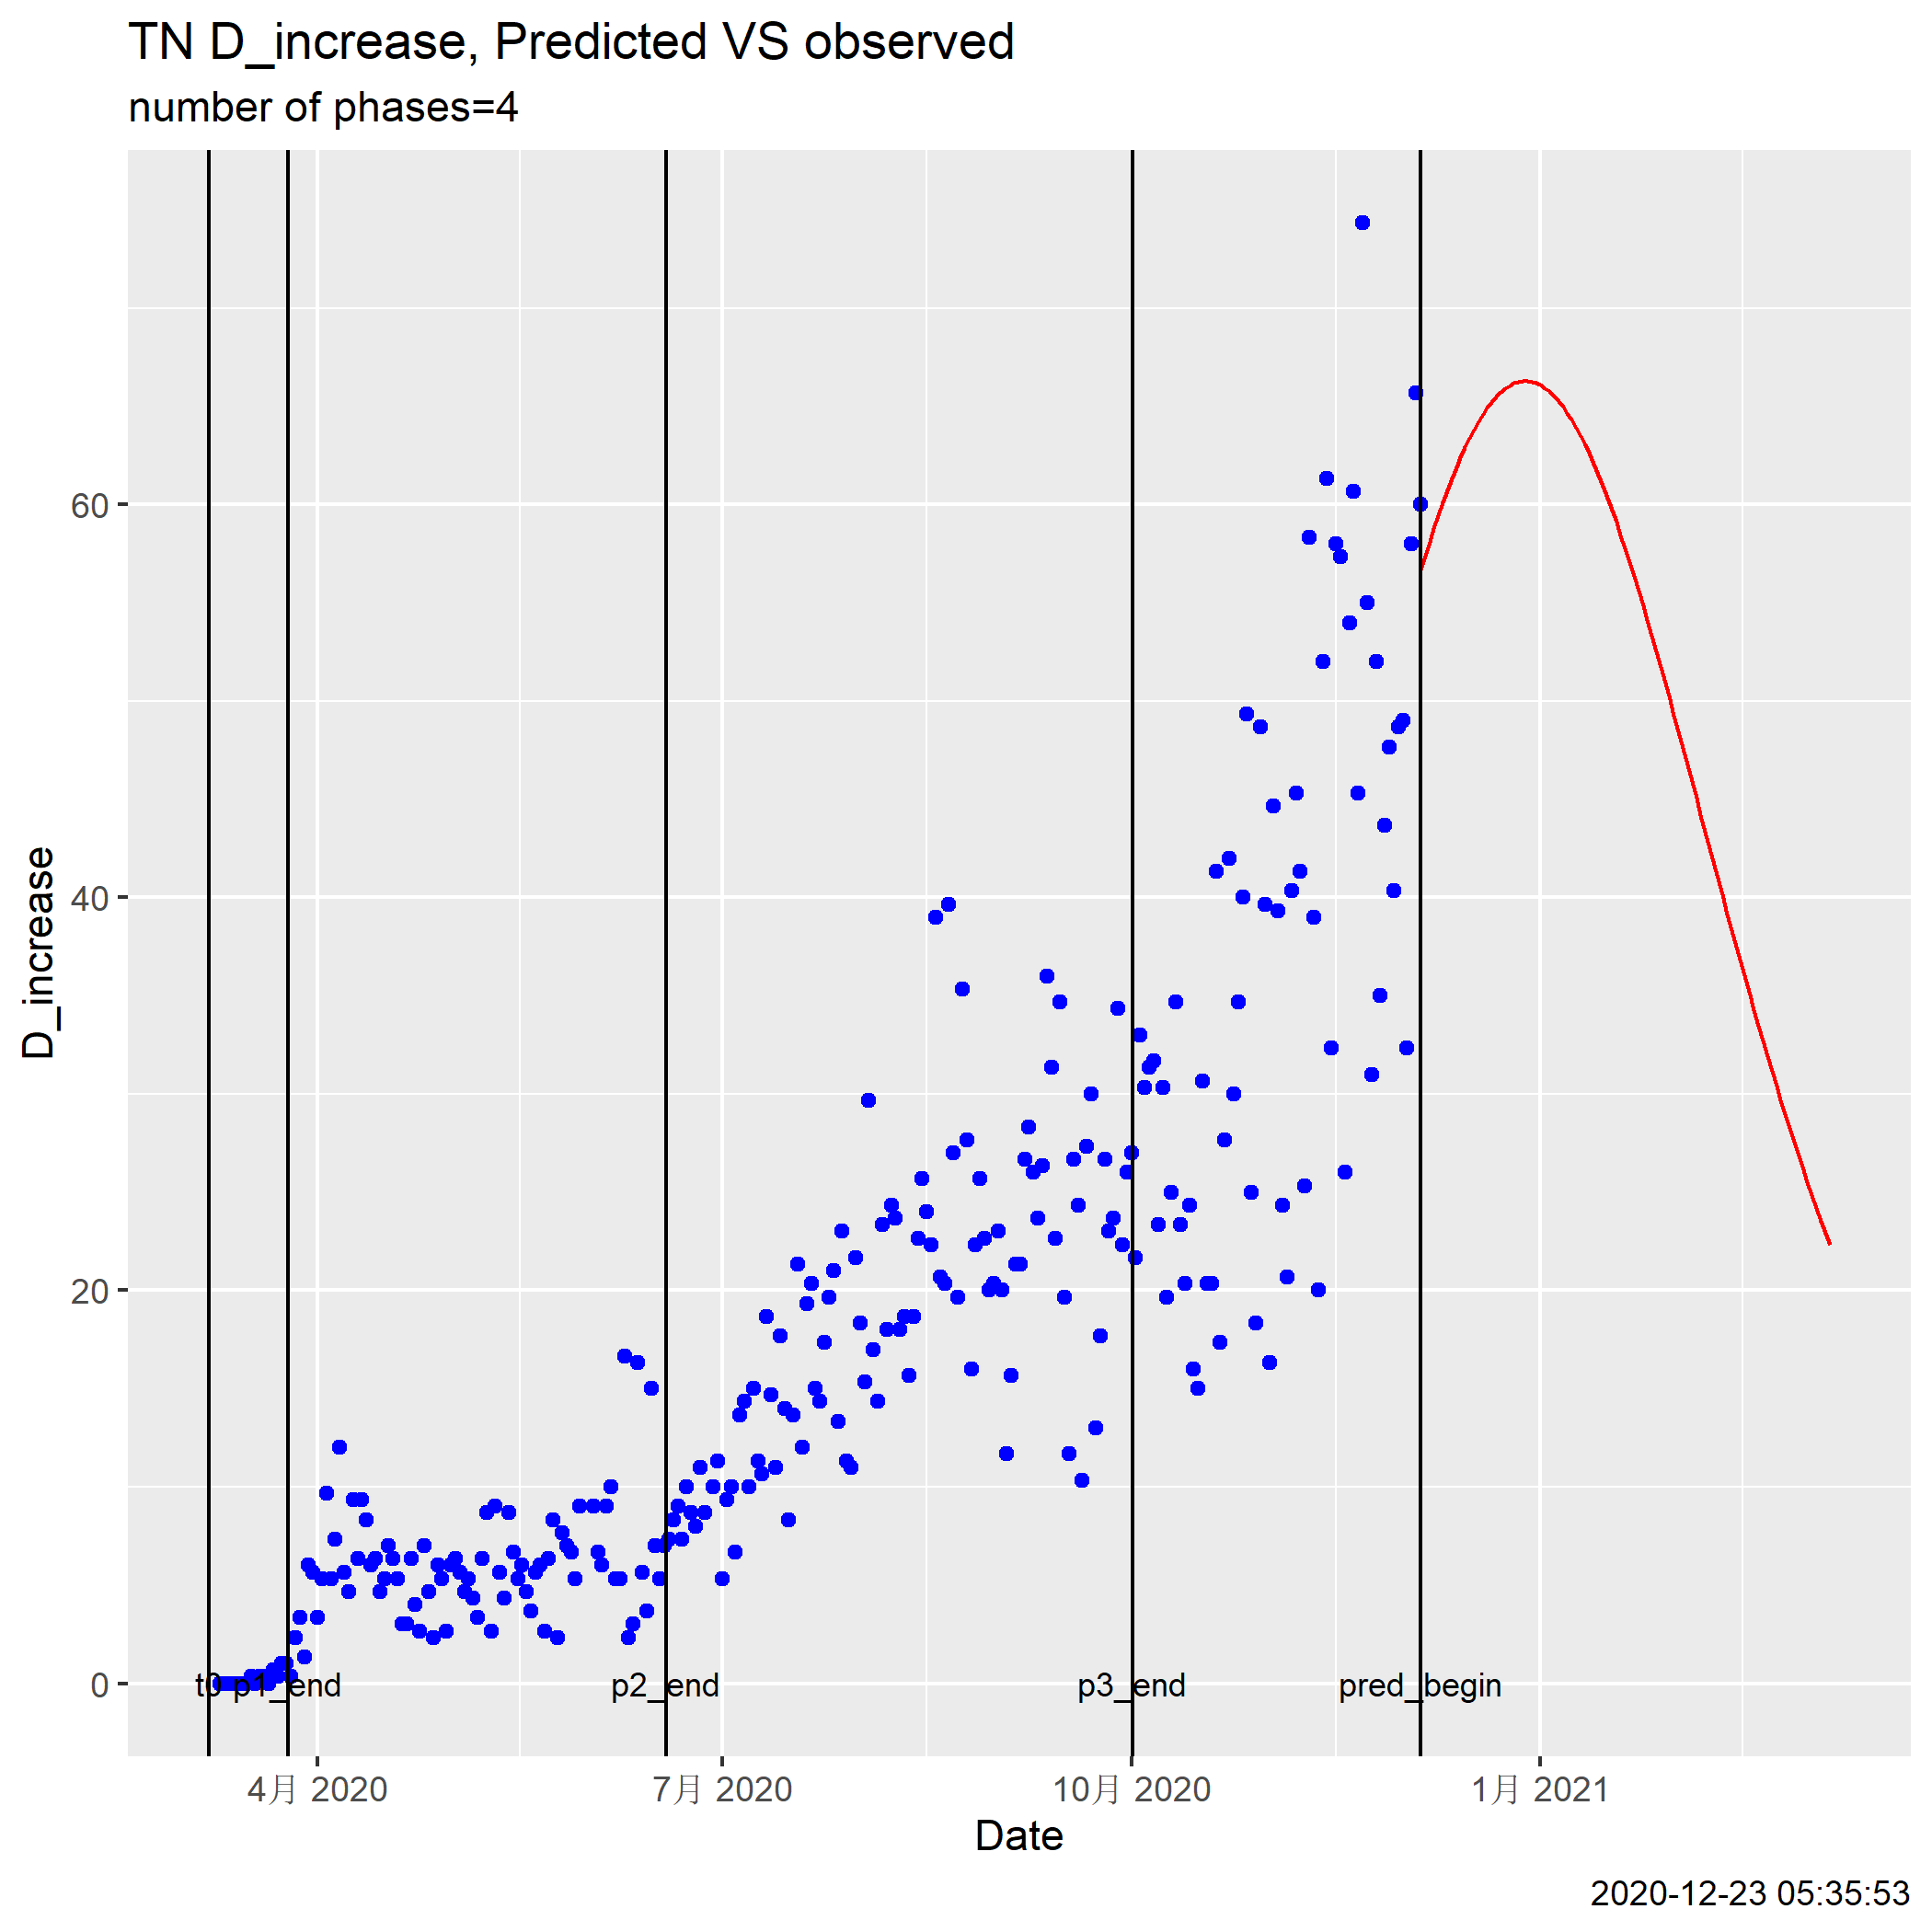 TN D_increase, Predicted VS observed
number of phases=4
D_increase
60
40
20
0
t0 p1_end p2_end p3_end pred_begin
4月 2020 7月 2020 10月 2020 1月 2021
Date
2020-12-23 05:35:53